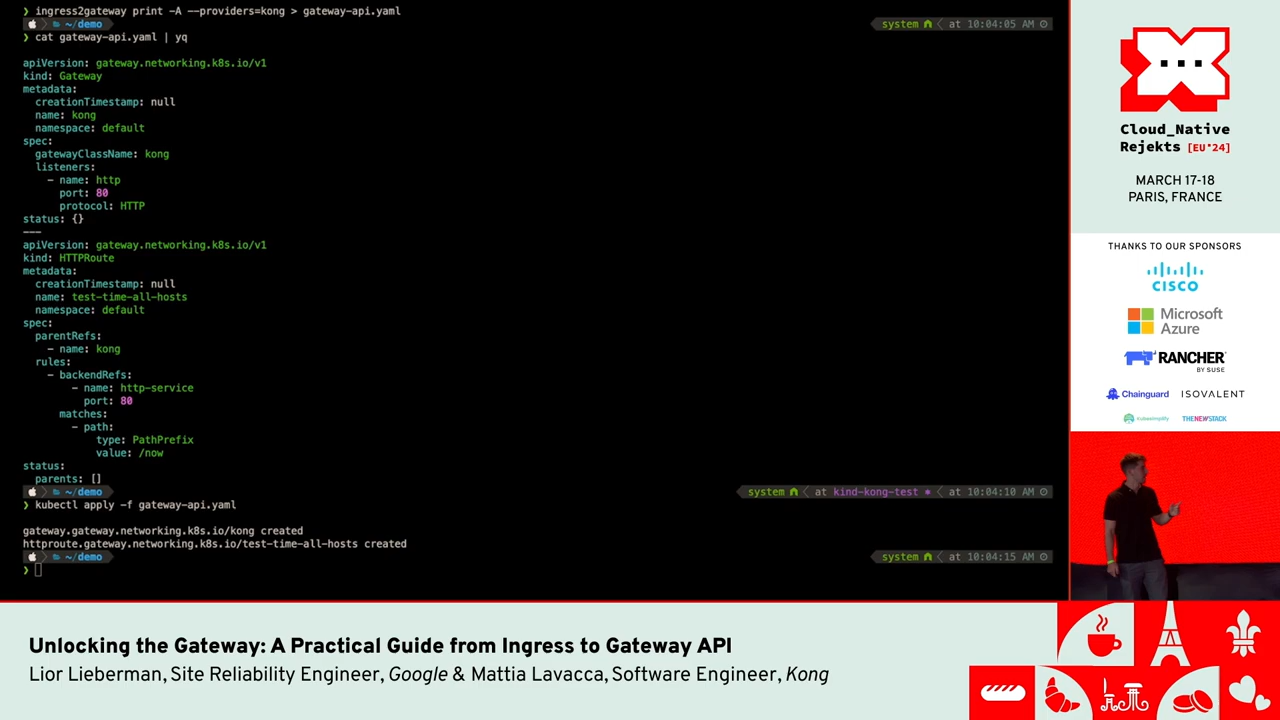 ❯ ingress2gateway print -A --providers=kong > gateway-api.yaml
~/demo
system at 10:04:05 AM
❯ cat gateway-api.yaml | yq
apiVersion: gateway.networking.k8s.io/v1
kind: Gateway
metadata:
  creationTimestamp: null
  name: kong
  namespace: default
spec:
  gatewayClassName: kong
  listeners:
    - name: http
      port: 80
      protocol: HTTP
status: {}
---
apiVersion: gateway.networking.k8s.io/v1
kind: HTTPRoute
metadata:
  creationTimestamp: null
  name: test-time-all-hosts
  namespace: default
spec:
  parentRefs:
    - name: kong
  rules:
    - backendRefs:
        - name: http-service
          port: 80
      matches:
        - path:
            type: PathPrefix
            value: /now
status:
  parents: []
~/demo
system at kind-kong-test * at 10:04:10 AM
❯ kubectl apply -f gateway-api.yaml
gateway.gateway.networking.k8s.io/kong created
httproute.gateway.networking.k8s.io/test-time-all-hosts created
~/demo
system at 10:04:15 AM
❯
Cloud_Native
Rejekts [EU'24]
MARCH 17-18
PARIS, FRANCE
THANKS TO OUR SPONSORS
CISCO
Microsoft
Azure
RANCHER
BY SUSE
Chainguard
ISOVALENT
Kubesimplify
THENEWSTACK
Unlocking the Gateway: A Practical Guide from Ingress to Gateway API
Lior Lieberman, Site Reliability Engineer, Google & Mattia Lavacca, Software Engineer, Kong